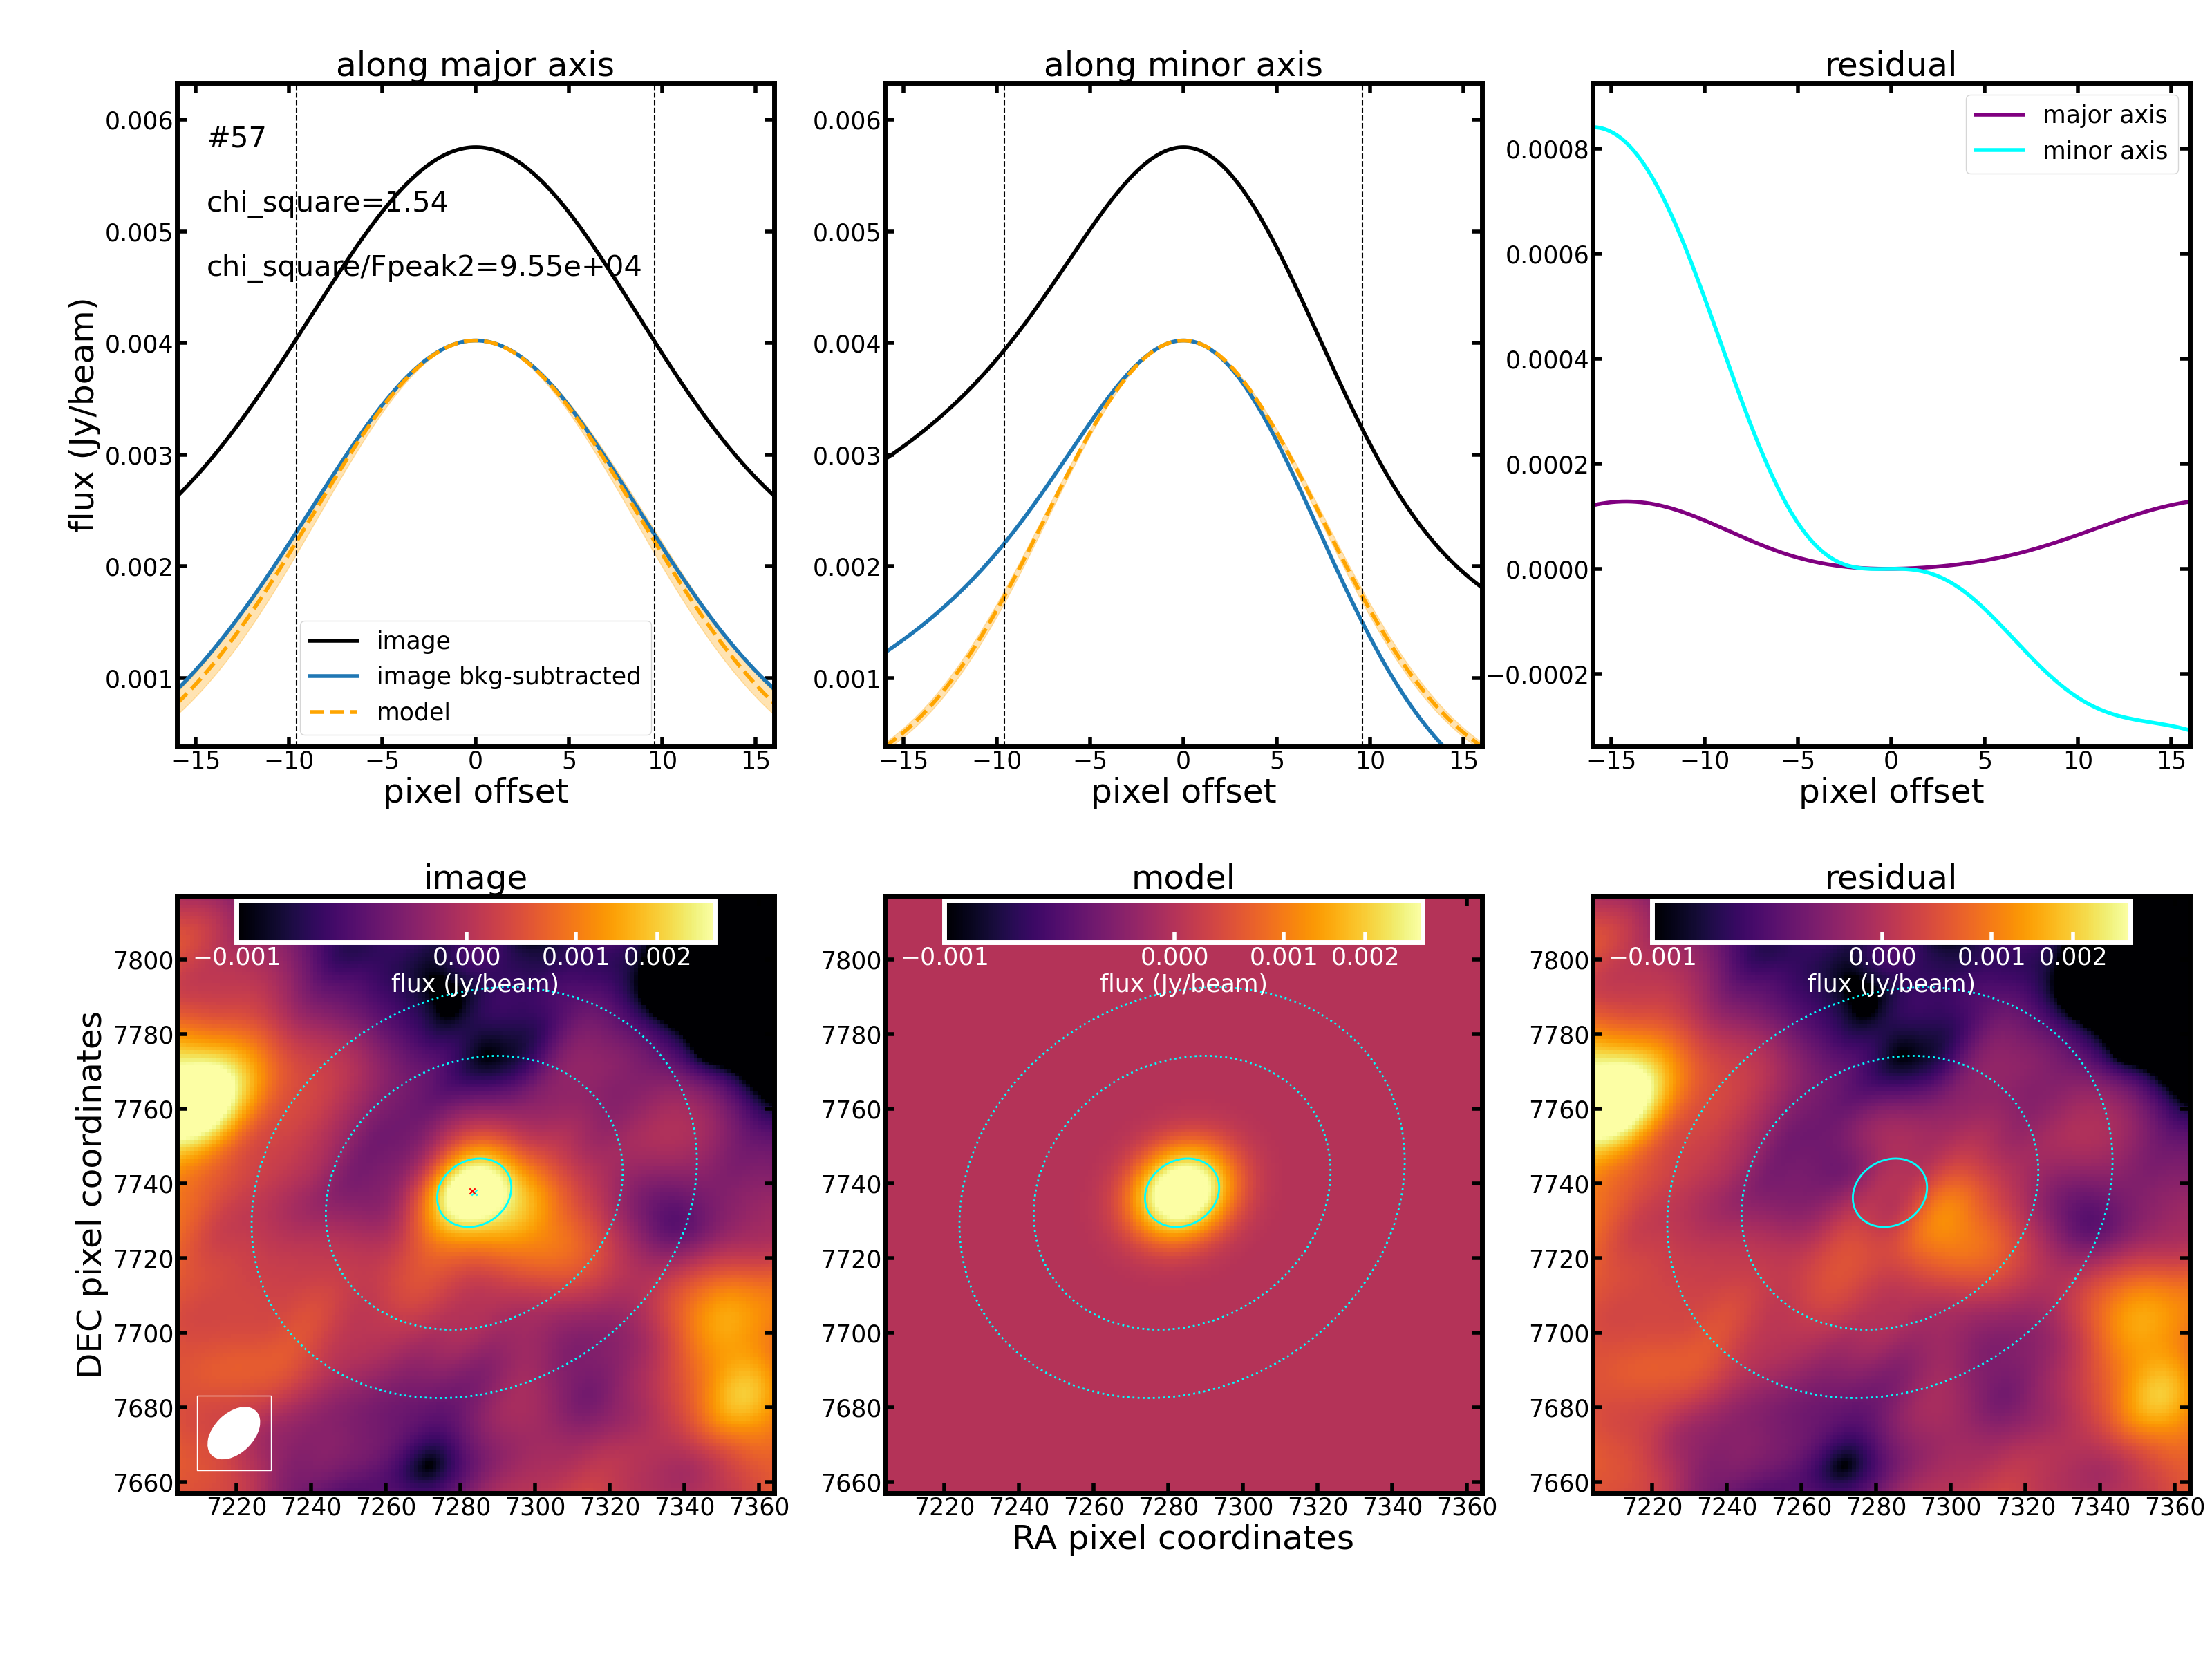 along major axis
along minor axis
residual
#57
chi_square=1.54
chi_square/Fpeak2=9.55e+04
flux (Jy/beam)
0.006
0.005
0.004
0.003
0.002
0.001
image
image bkg-subtracted
model
−15 −10 −5 0 5 10 15
pixel offset
0.006
0.005
0.004
0.003
0.002
0.001
−15 −10 −5 0 5 10 15
pixel offset
major axis
minor axis
0.0008
0.0006
0.0004
0.0002
0.0000
−0.0002
−15 −10 −5 0 5 10 15
pixel offset
image
model
residual
DEC pixel coordinates
−0.001 0.000 0.001 0.002
flux (Jy/beam)
7800
7780
7760
7740
7720
7700
7680
7660
7220 7240 7260 7280 7300 7320 7340 7360
−0.001 0.000 0.001 0.002
flux (Jy/beam)
7800
7780
7760
7740
7720
7700
7680
7660
7220 7240 7260 7280 7300 7320 7340 7360
RA pixel coordinates
−0.001 0.000 0.001 0.002
flux (Jy/beam)
7800
7780
7760
7740
7720
7700
7680
7660
7220 7240 7260 7280 7300 7320 7340 7360